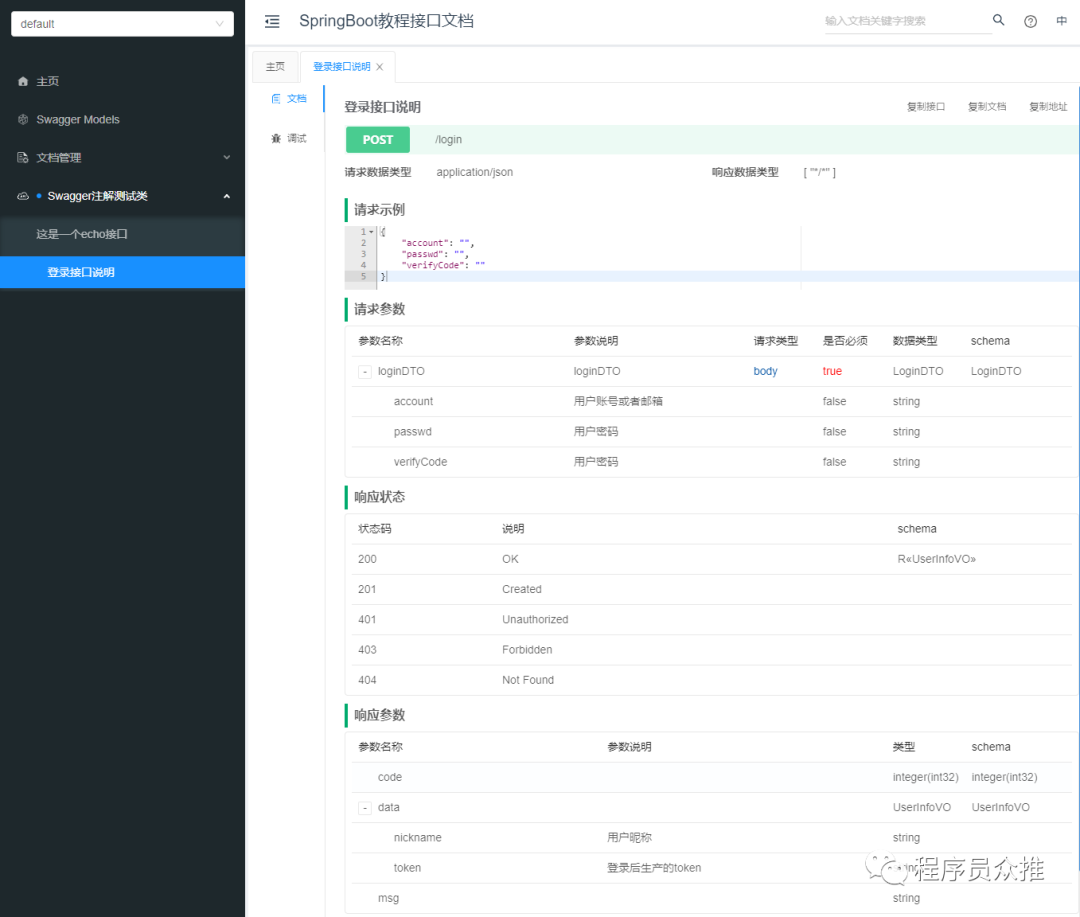 default
主页
Swagger Models
文档管理
Swagger注解测试类
这是一个echo接口
登录接口说明
SpringBoot教程接口文档
输入文档关键字搜索
中
主页
登录接口说明
文档
调试
登录接口说明
复制接口 复制文档 复制地址
POST /login
请求数据类型 application/json 响应数据类型 [ "*/*" ]
请求示例
1 {
2 "account": "",
3 "passwd": "",
4 "verifyCode": ""
5 }
请求参数
参数名称 参数说明 请求类型 是否必须 数据类型 schema
- loginDTO loginDTO body true LoginDTO LoginDTO
account 用户账号或者邮箱 false string
passwd 用户密码 false string
verifyCode 用户密码 false string
响应状态
状态码 说明 schema
200 OK R«UserInfoVO»
201 Created
401 Unauthorized
403 Forbidden
404 Not Found
响应参数
参数名称 参数说明 类型 schema
code integer(int32) integer(int32)
- data UserInfoVO UserInfoVO
nickname 用户昵称 string
token 登录后生产的token
程序员众推
msg string